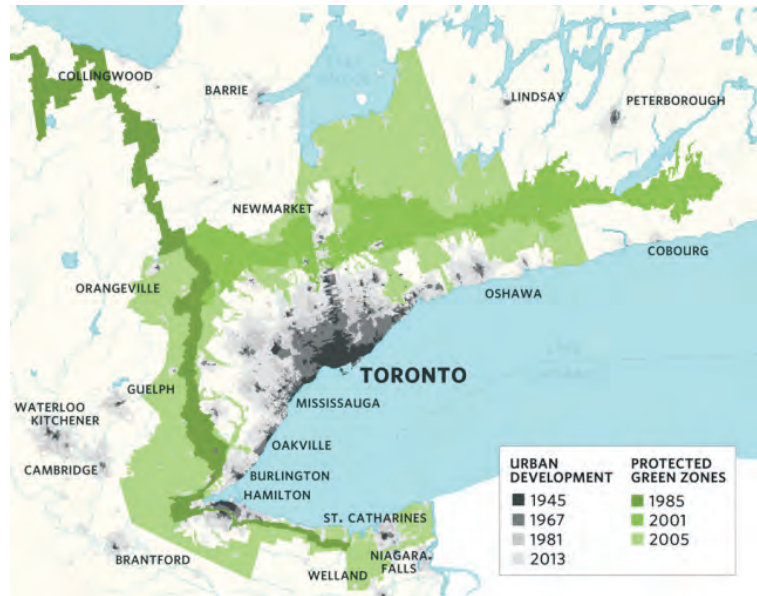 COLLINGWOOD
BARRIE
LINDSAY
PETERBOROUGH
NEWMARKET
COBOURG
ORANGEVILLE
OSHAWA
TORONTO
GUELPH
MISSISSAUGA
WATERLOO
KITCHENER
OAKVILLE
CAMBRIDGE
BURLINGTON
HAMILTON
ST. CATHARINES
BRANTFORD
NIAGARA
FALLS
WELLAND
URBAN
DEVELOPMENT
1945
1967
1981
2013
PROTECTED
GREEN ZONES
1985
2001
2005